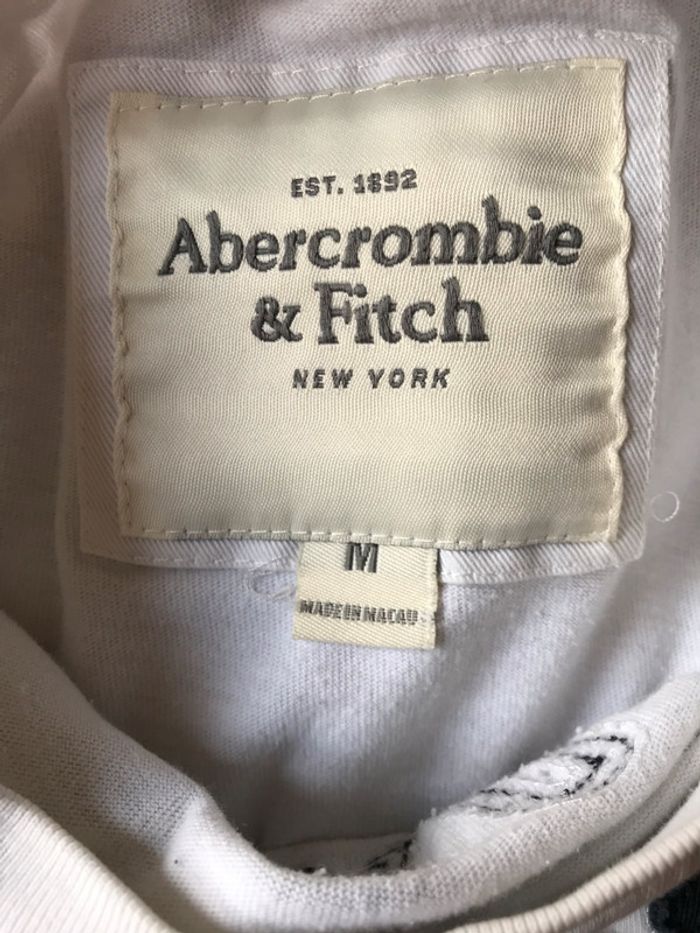 EST. 1892
Abercrombie
& Fitch
NEW YORK
M
MADE IN MACAU